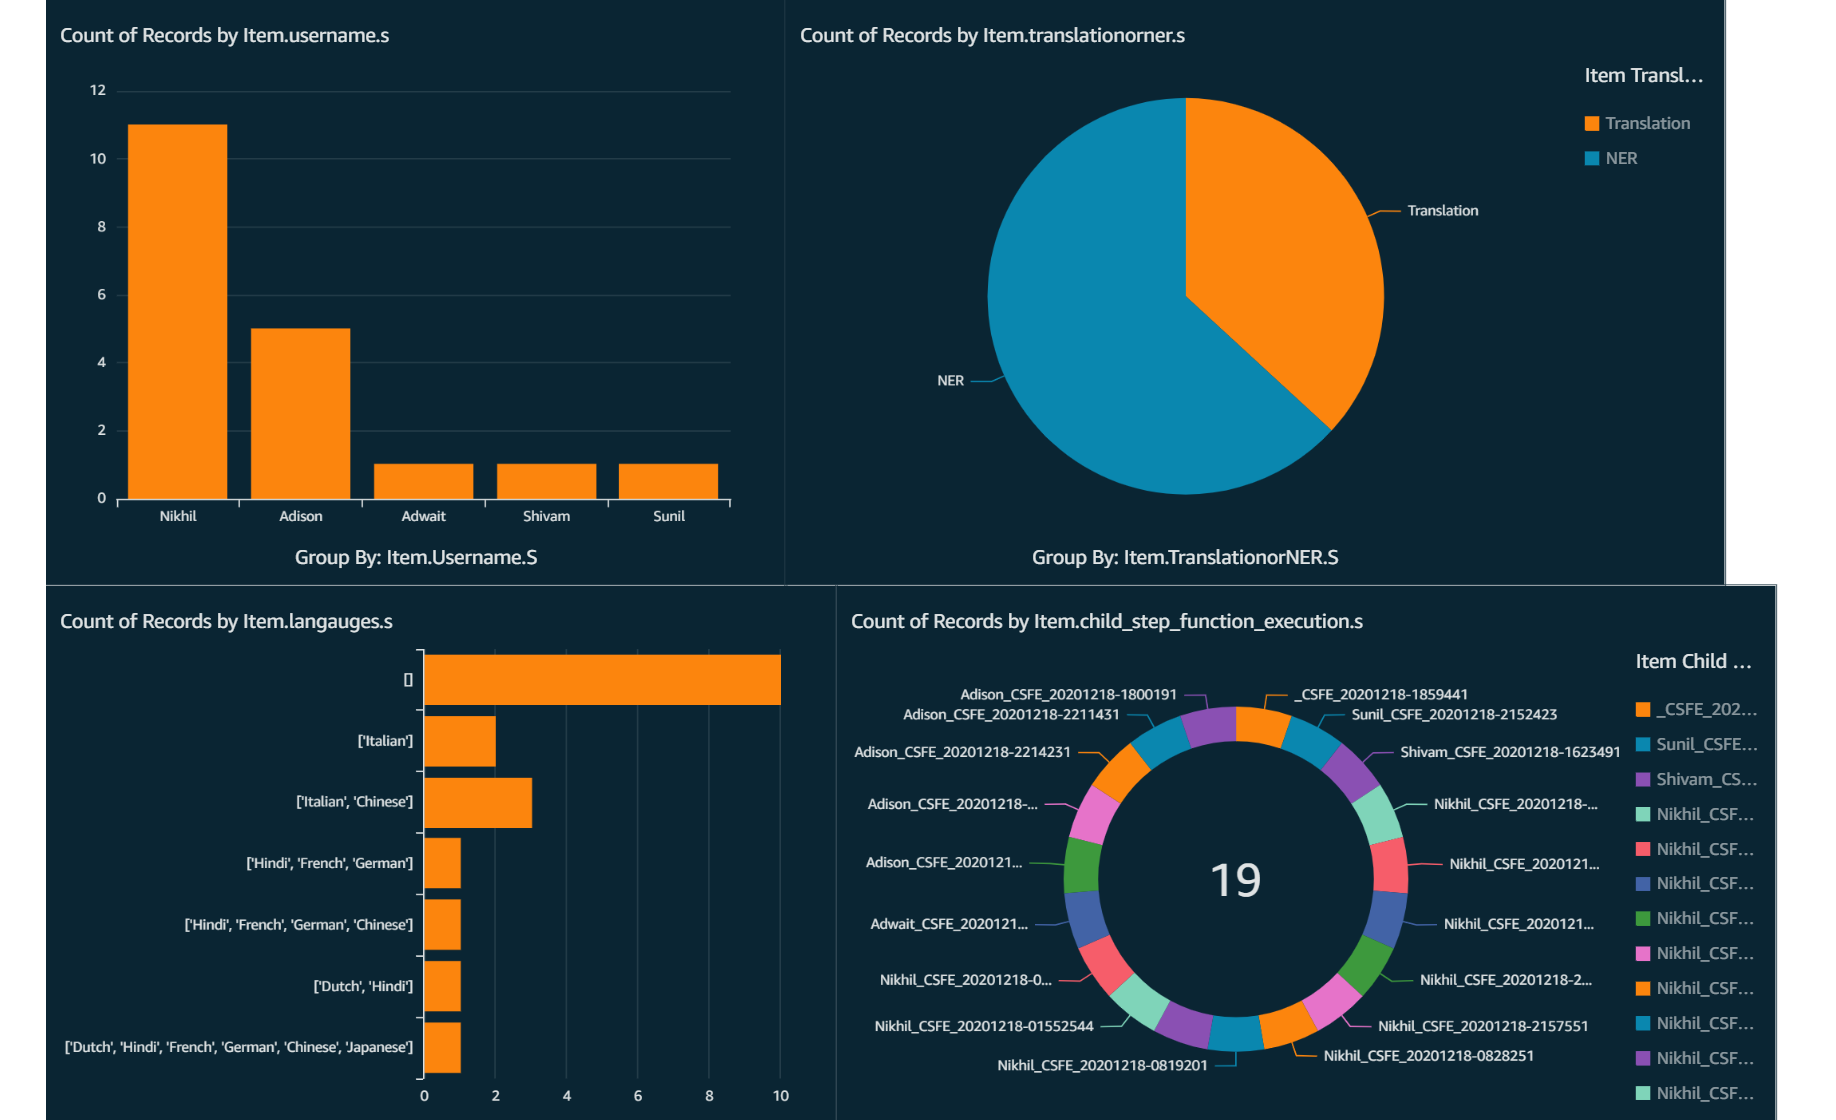 Count of Records by Item.username.s
12
10
8
6
4
2
0
Nikhil
Adison
Adwait
Shivam
Sunil
Group By: Item.Username.S
Count of Records by Item.translationorner.s
Item Transl...
Translation
NER
Translation
NER
Group By: Item.TranslationorNER.S
Count of Records by Item.langauges.s
[]
['Italian']
['Italian', 'Chinese']
['Hindi', 'French', 'German']
['Hindi', 'French', 'German', 'Chinese']
['Dutch', 'Hindi']
['Dutch', 'Hindi', 'French', 'German', 'Chinese', 'Japanese']
0
2
4
6
8
10
Count of Records by Item.child_step_function_execution.s
Adison_CSFE_20201218-1800191
Adison_CSFE_20201218-2211431
Adison_CSFE_20201218-2214231
Adison_CSFE_20201218-...
Adison_CSFE_2020121...
Adwait_CSFE_2020121...
Nikhil_CSFE_20201218-0...
Nikhil_CSFE_20201218-01552544
Nikhil_CSFE_20201218-0819201
_CSFE_20201218-1859441
Sunil_CSFE_20201218-2152423
Shivam_CSFE_20201218-1623491
Nikhil_CSFE_20201218-...
Nikhil_CSFE_2020121...
Nikhil_CSFE_2020121...
Nikhil_CSFE_20201218-2...
Nikhil_CSFE_20201218-2157551
Nikhil_CSFE_20201218-0828251
19
Item Child ...
_CSFE_202...
Sunil_CSFE...
Shivam_CS...
Nikhil_CSF...
Nikhil_CSF...
Nikhil_CSF...
Nikhil_CSF...
Nikhil_CSF...
Nikhil_CSF...
Nikhil_CSF...
Nikhil_CSF...
Nikhil_CSF...